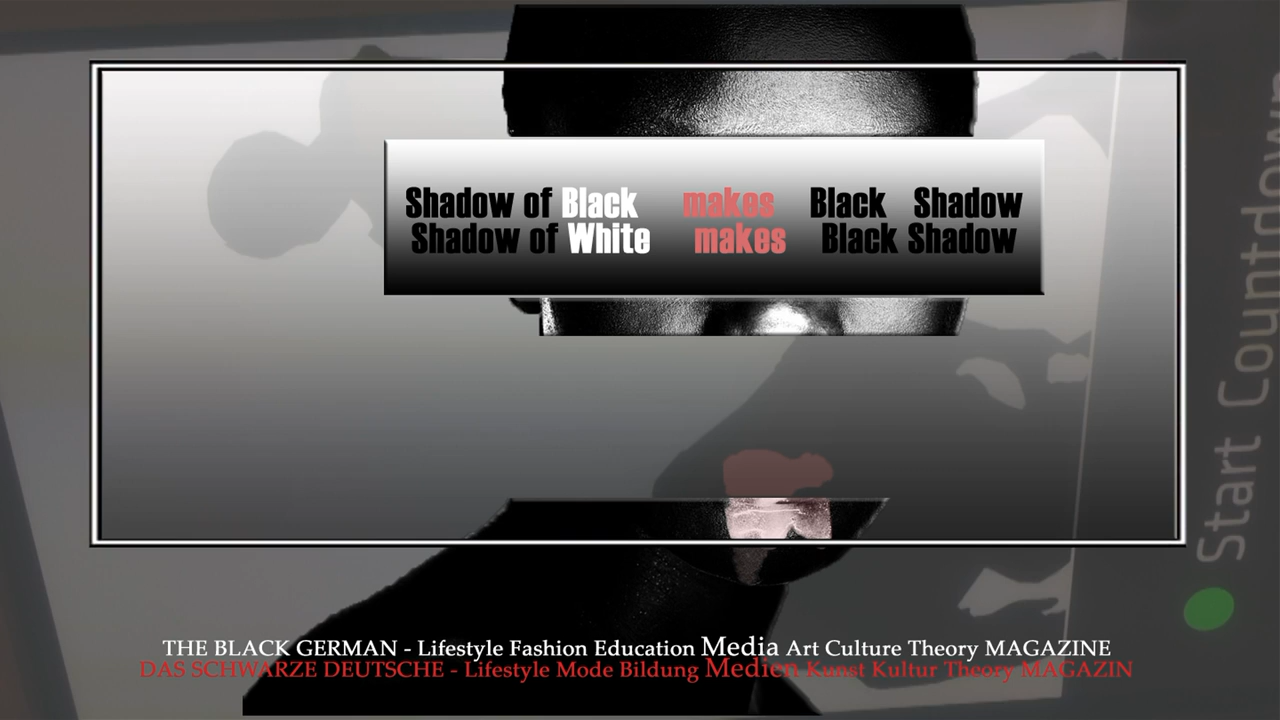 Shadow of Black makes Black Shadow
Shadow of White makes Black Shadow
Start Countdown
THE BLACK GERMAN - Lifestyle Fashion Education Media Art Culture Theory MAGAZINE
DAS SCHWARZE DEUTSCHE - Lifestyle Mode Bildung Medien Kunst Kultur Theory MAGAZIN